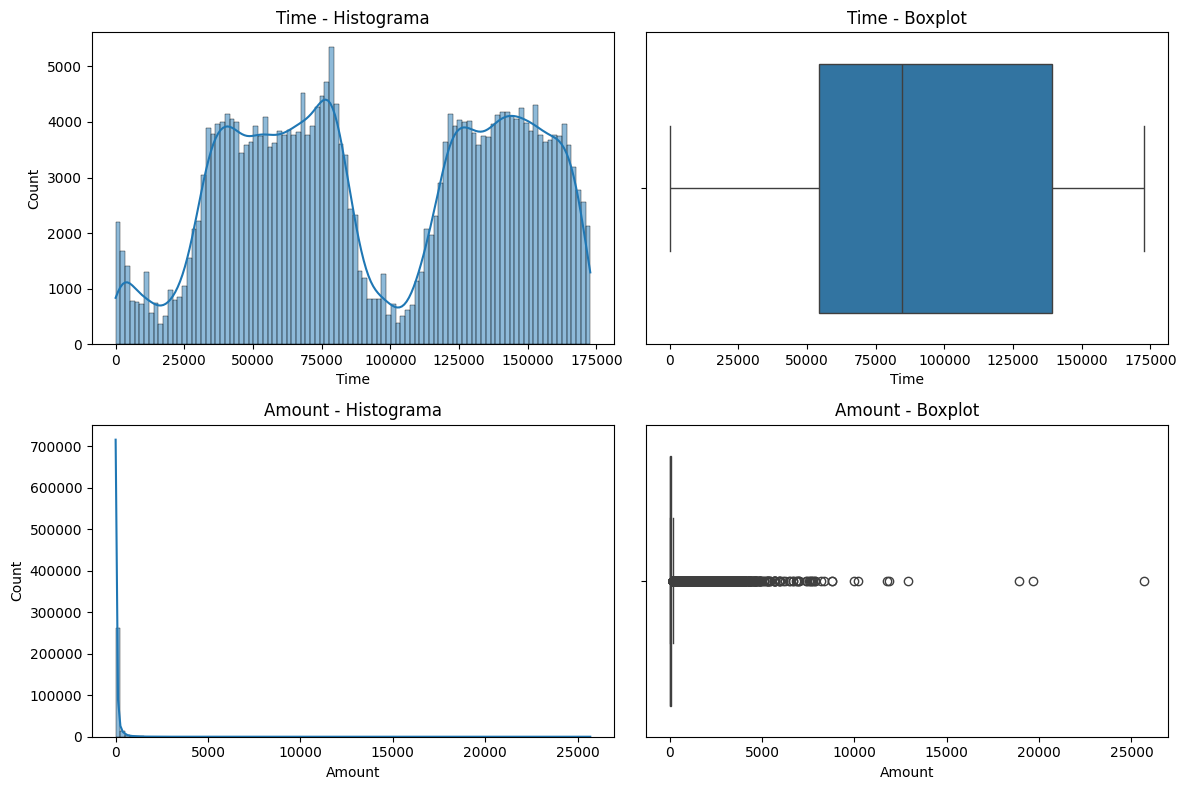 Time - Histograma
5000
4000
3000
2000
1000
0
Count
0 25000 50000 75000 100000 125000 150000 175000
Time
Time - Boxplot
0 25000 50000 75000 100000 125000 150000 175000
Time
Amount - Histograma
700000
600000
500000
400000
300000
200000
100000
0
Count
0 5000 10000 15000 20000 25000
Amount
Amount - Boxplot
0 5000 10000 15000 20000 25000
Amount